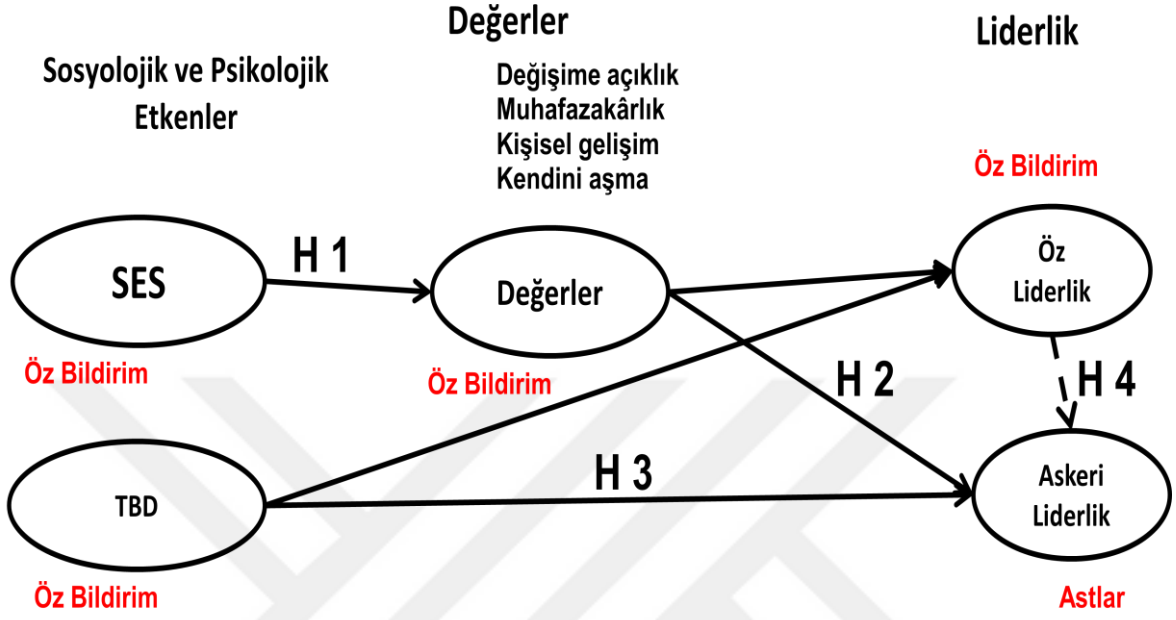 Değerler
Liderlik
Sosyolojik ve Psikolojik
Etkenler
Değişime açıklık
Muhafazakârlık
Kişisel gelişim
Kendini aşma
Öz Bildirim
H 1
SES
Değerler
Öz
Liderlik
Öz Bildirim
Öz Bildirim
H 2
H 4
H 3
TBD
Askeri
Liderlik
Öz Bildirim
Astlar